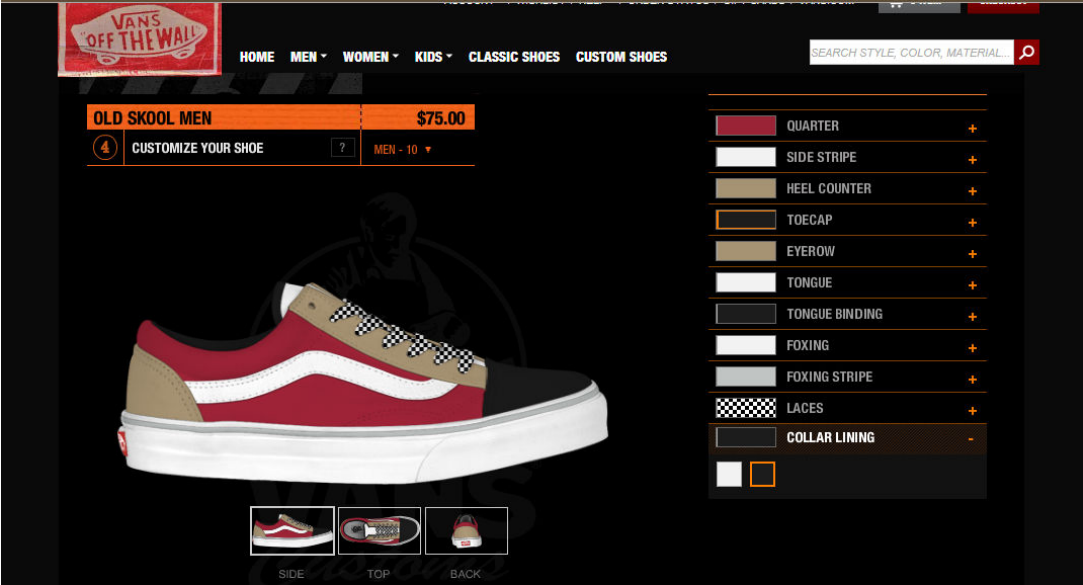 VANS
"OFF THE WALL"
HOME MEN WOMEN KIDS CLASSIC SHOES CUSTOM SHOES
SEARCH STYLE, COLOR, MATERIAL...
OLD SKOOL MEN $75.00
4 CUSTOMIZE YOUR SHOE ? MEN - 10
QUARTER +
SIDE STRIPE +
HEEL COUNTER +
TOECAP +
EYEROW +
TONGUE +
TONGUE BINDING +
FOXING +
FOXING STRIPE +
LACES +
COLLAR LINING -
VANS
Customs
SIDE TOP BACK